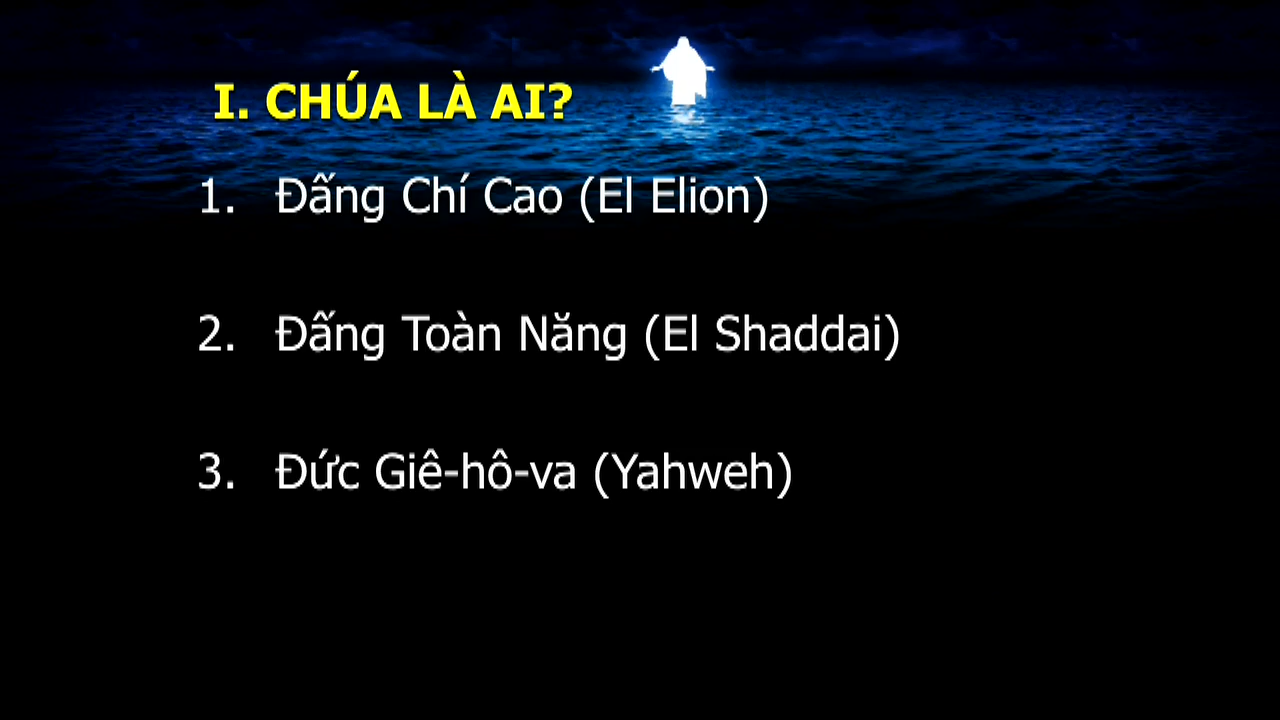 I. CHÚA LÀ AI?
1. Đấng Chí Cao (El Elion)
2. Đấng Toàn Năng (El Shaddai)
3. Đức Giê-hô-va (Yahweh)